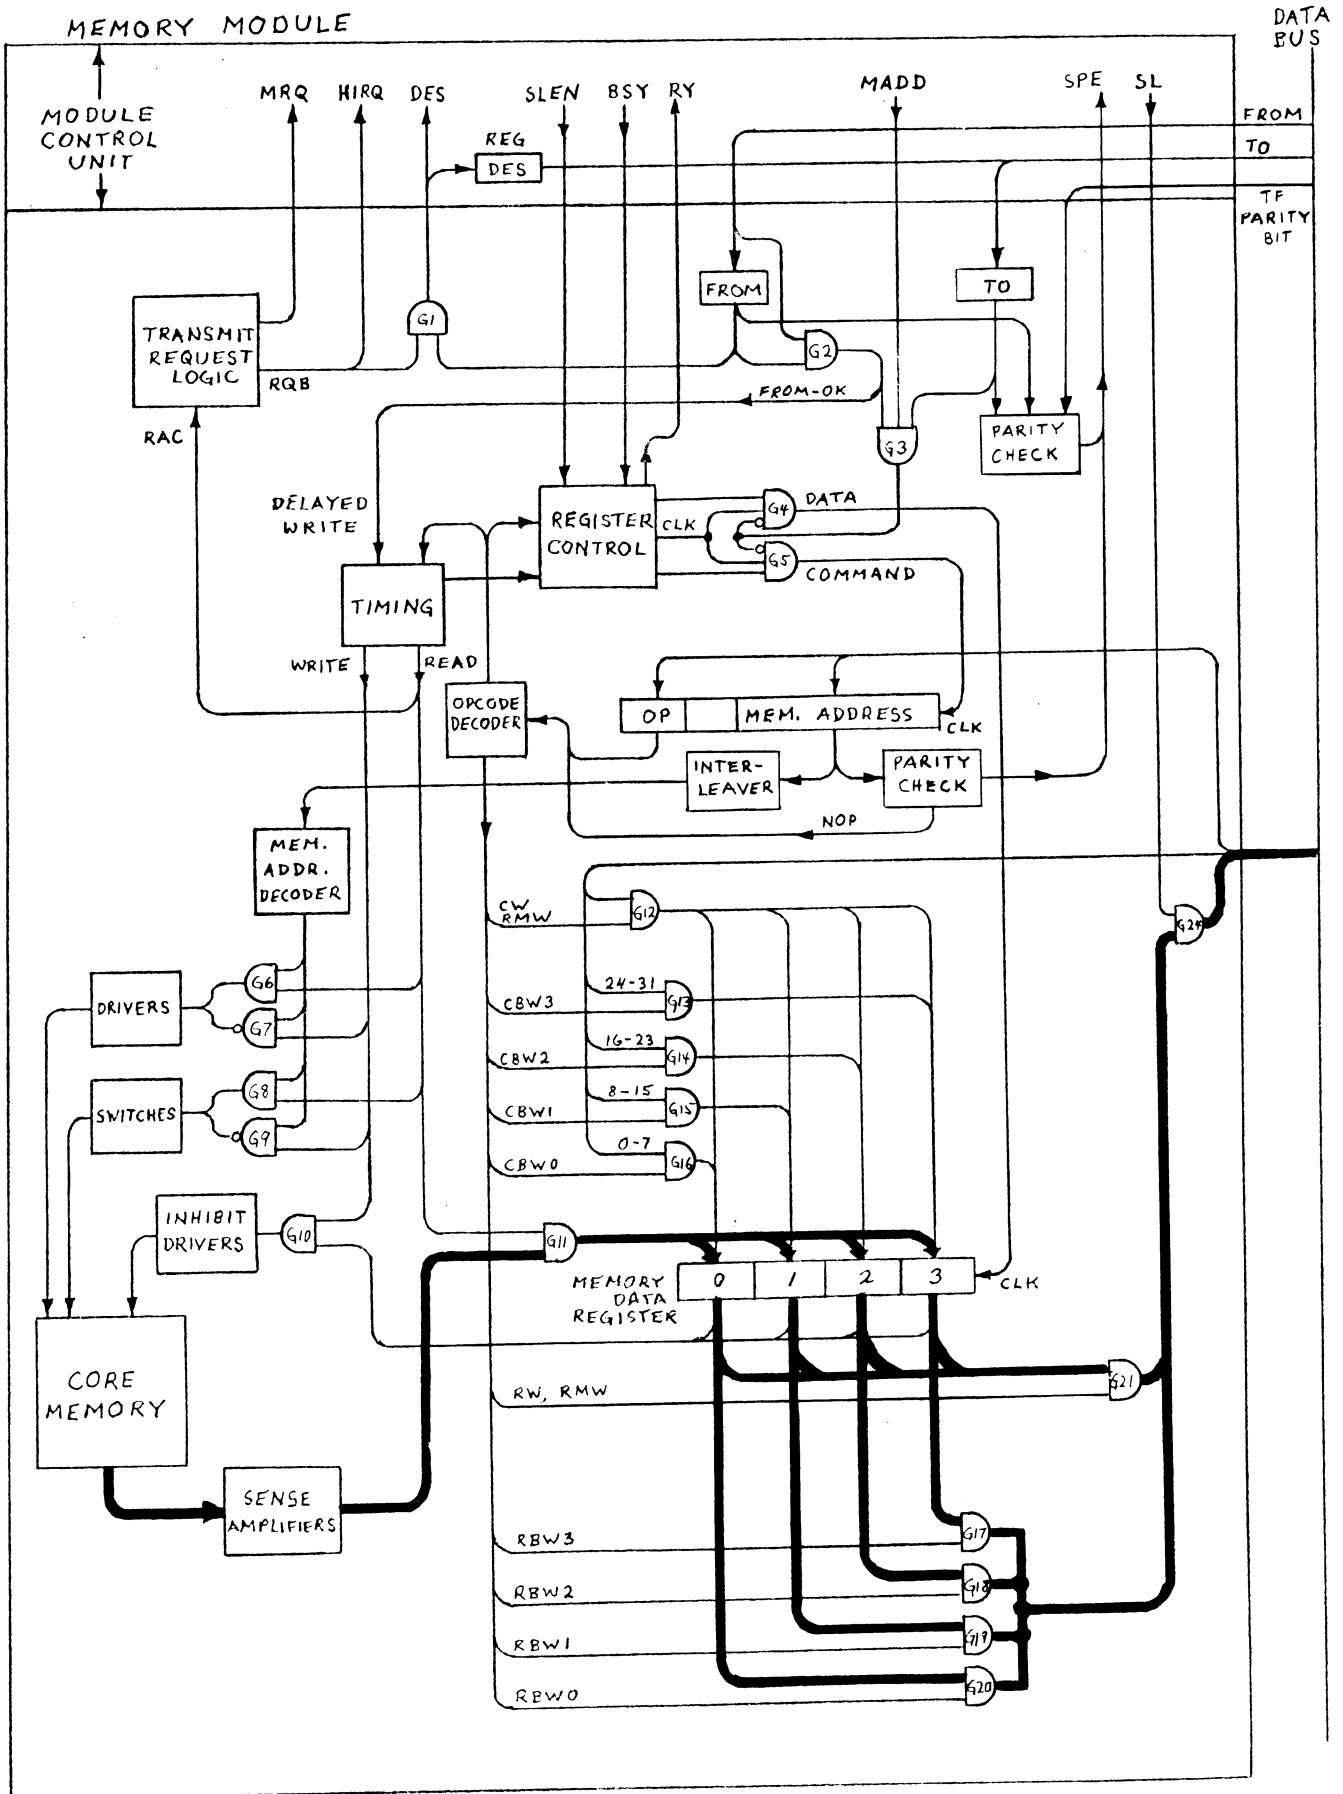 MEMORY MODULE
DATA
BUS
MODULE
CONTROL
UNIT
MRQ
HIRQ
DES
SLEN
BSY
RY
MADD
SPE
SL
FROM
REG
DES
TO
TF
PARITY
BIT
FROM
TO
TRANSMIT
REQUEST
LOGIC
G1
G2
RQB
FROM-OK
RAC
G3
PARITY
CHECK
DELAYED
WRITE
REGISTER
CONTROL
CLK
G4
DATA
G5
COMMAND
TIMING
WRITE
READ
OPCODE
DECODER
OP
MEM. ADDRESS
CLK
INTER-
LEAVER
PARITY
CHECK
NOP
MEM.
ADDR.
DECODER
CW
RMW
G12
G24
DRIVERS
G6
G7
24-31
CBW3
G13
16-23
CBW2
G14
SWITCHES
G8
G9
8-15
CBW1
G15
0-7
CBW0
G16
INHIBIT
DRIVERS
G10
G11
MEMORY
DATA
REGISTER
0
1
2
3
CLK
CORE
MEMORY
RW, RMW
G21
SENSE
AMPLIFIERS
RBW3
G17
RBW2
G18
RBW1
G19
RBW0
G20